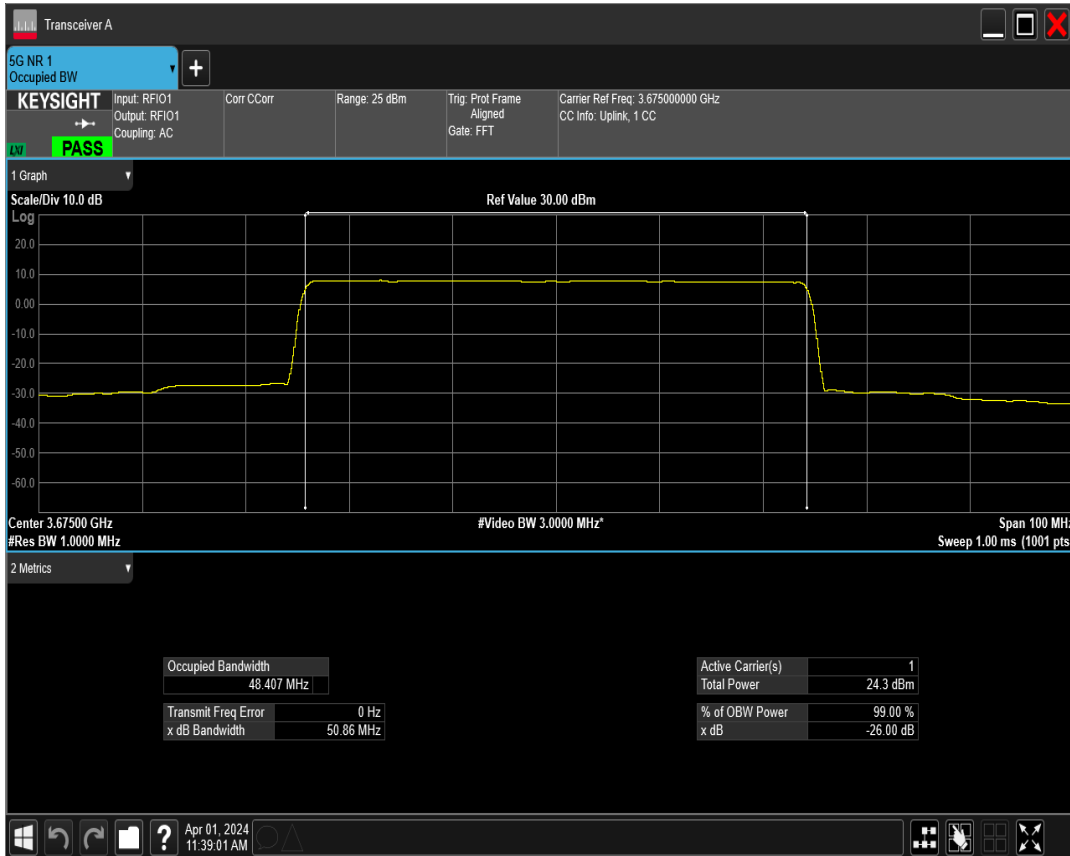 Transceiver A
5G NR 1
Occupied BW
KEYSIGHT
LXI
PASS
Input: RFIO1
Output: RFIO1
Coupling: AC
Corr CCorr
Range: 25 dBm
Trig: Prot Frame
Aligned
Gate: FFT
Carrier Ref Freq: 3.675000000 GHz
CC Info: Uplink, 1 CC
1 Graph
Scale/Div 10.0 dB
Ref Value 30.00 dBm
Log
20.0
10.0
0.00
-10.0
-20.0
-30.0
-40.0
-50.0
-60.0
Center 3.67500 GHz
#Video BW 3.0000 MHz*
Span 100 MHz
#Res BW 1.0000 MHz
Sweep 1.00 ms (1001 pts
2 Metrics
Occupied Bandwidth
48.407 MHz
Transmit Freq Error 0 Hz
x dB Bandwidth 50.86 MHz
Active Carrier(s) 1
Total Power 24.3 dBm
% of OBW Power 99.00 %
x dB -26.00 dB
?
Apr 01, 2024
11:39:01 AM